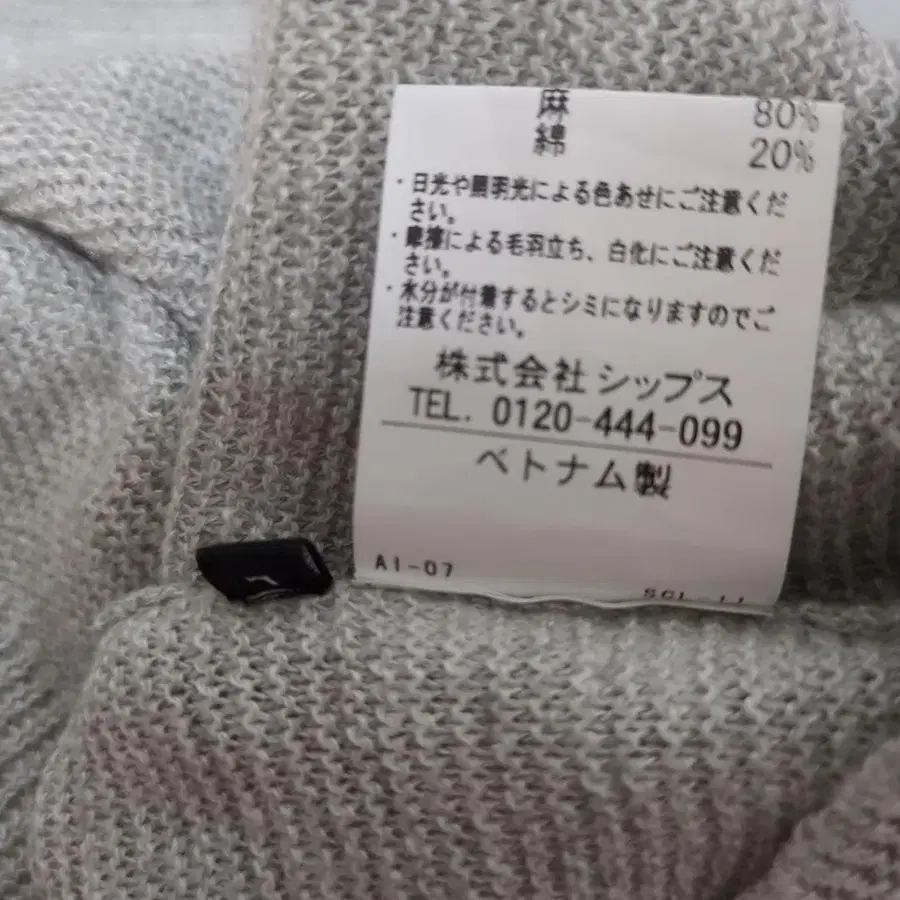 麻 80%
綿 20%
・日光や照明光による色あせにご注意くだ
さい。
・摩擦による毛羽立ち、白化にご注意くだ
さい。
・水分が付着するとシミになりますのでご
注意ください。
株式会社 シップス
TEL. 0120-444-099
ベトナム製
AI-07